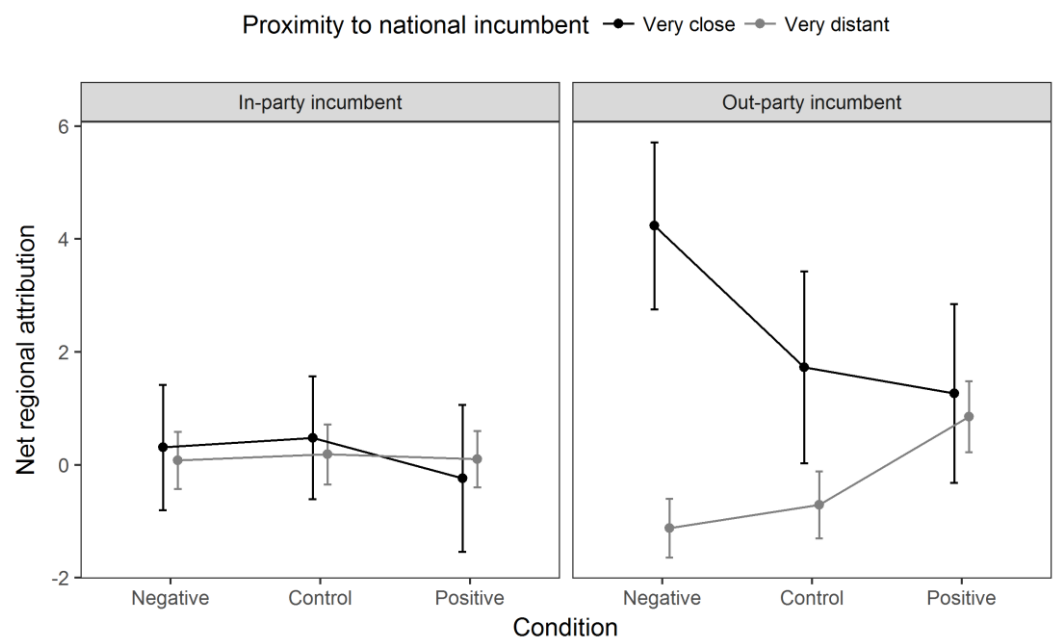 Proximity to national incumbent Very close Very distant
In-party incumbent Out-party incumbent
6
4
2
0
-2
Net regional attribution
Negative Control Positive Negative Control Positive
Condition